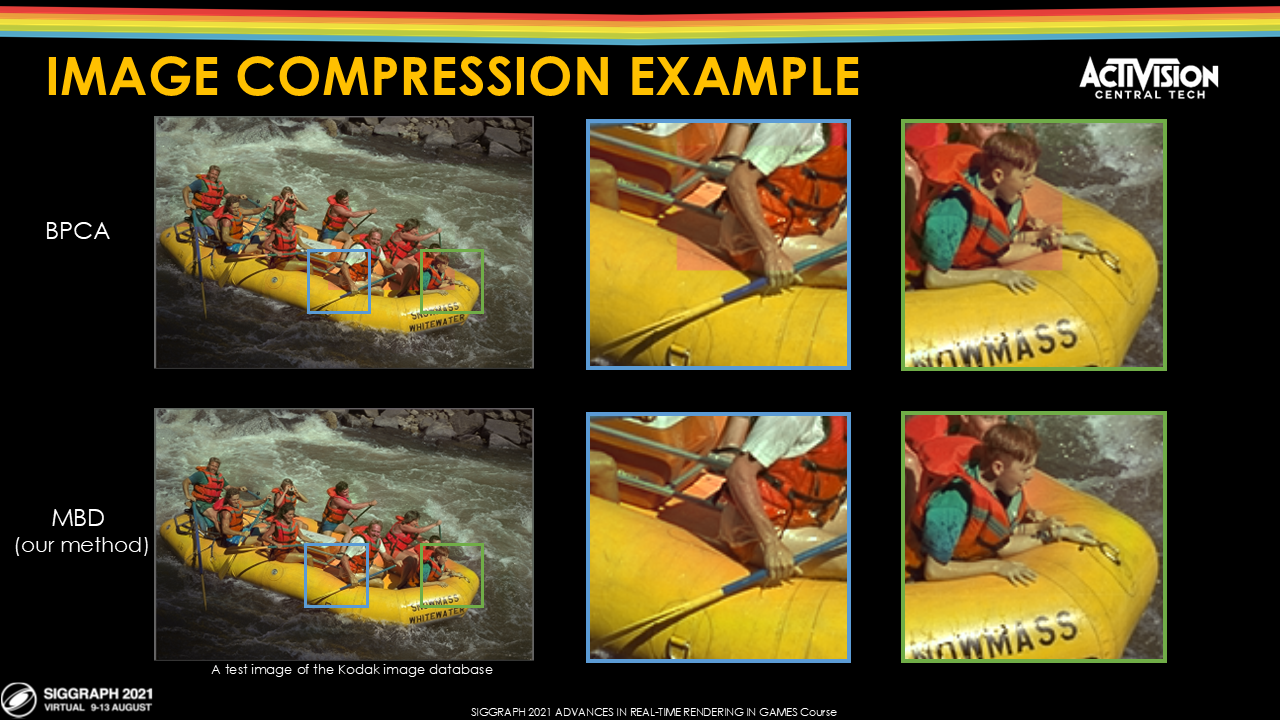 IMAGE COMPRESSION EXAMPLE
ACTIVISION
CENTRAL TECH
BPCA
SNOWMASS
WHITEWATER
NOWMASS
MBD
(our method)
SNOWMASS
WHITEWATER
NOWMASS
A test image of the Kodak image database
SIGGRAPH 2021
VIRTUAL 9-13 AUGUST
SIGGRAPH 2021 ADVANCES IN REAL-TIME RENDERING IN GAMES Course